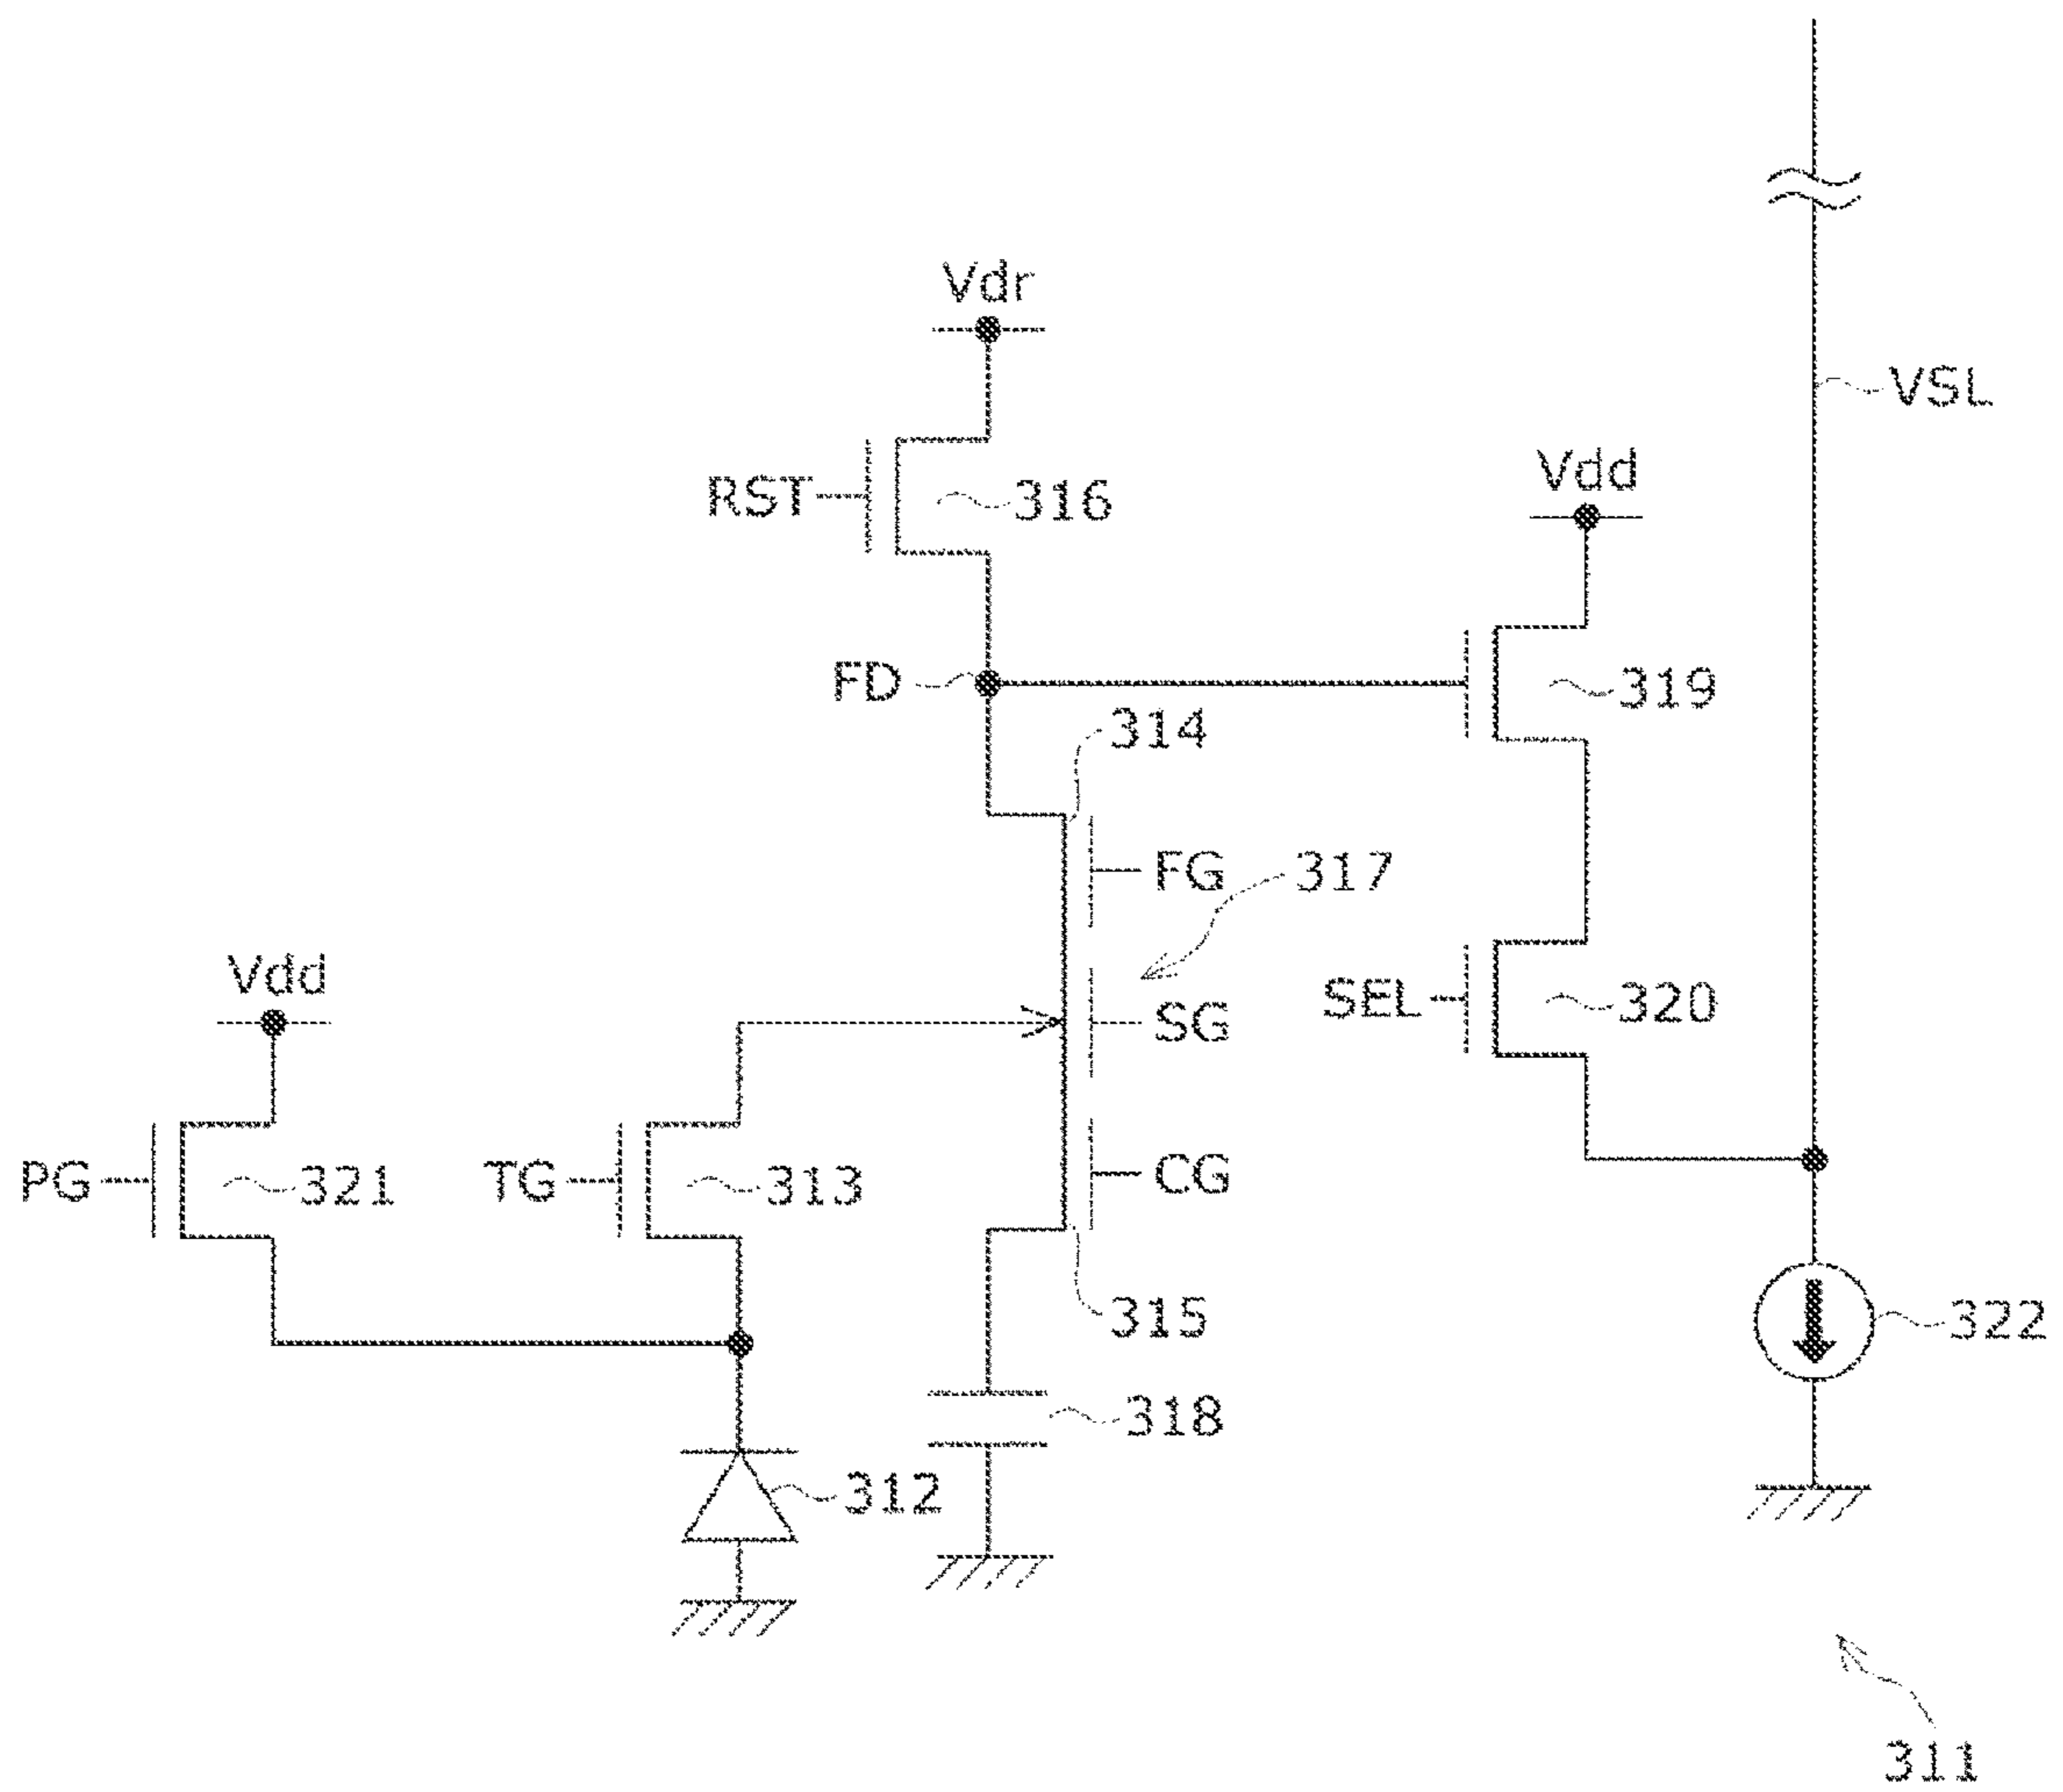 Vdr
VSL
Vdd
RST
316
FD
319
314
FG
317
Vdd
SG
SEL
320
PG
321
TG
313
CG
315
322
318
312
311